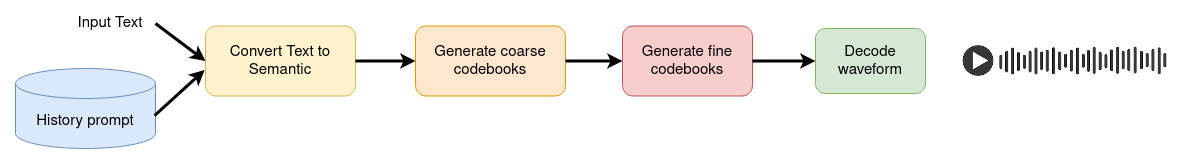 Input Text
History prompt
Convert Text to
Semantic
Generate coarse
codebooks
Generate fine
codebooks
Decode
waveform